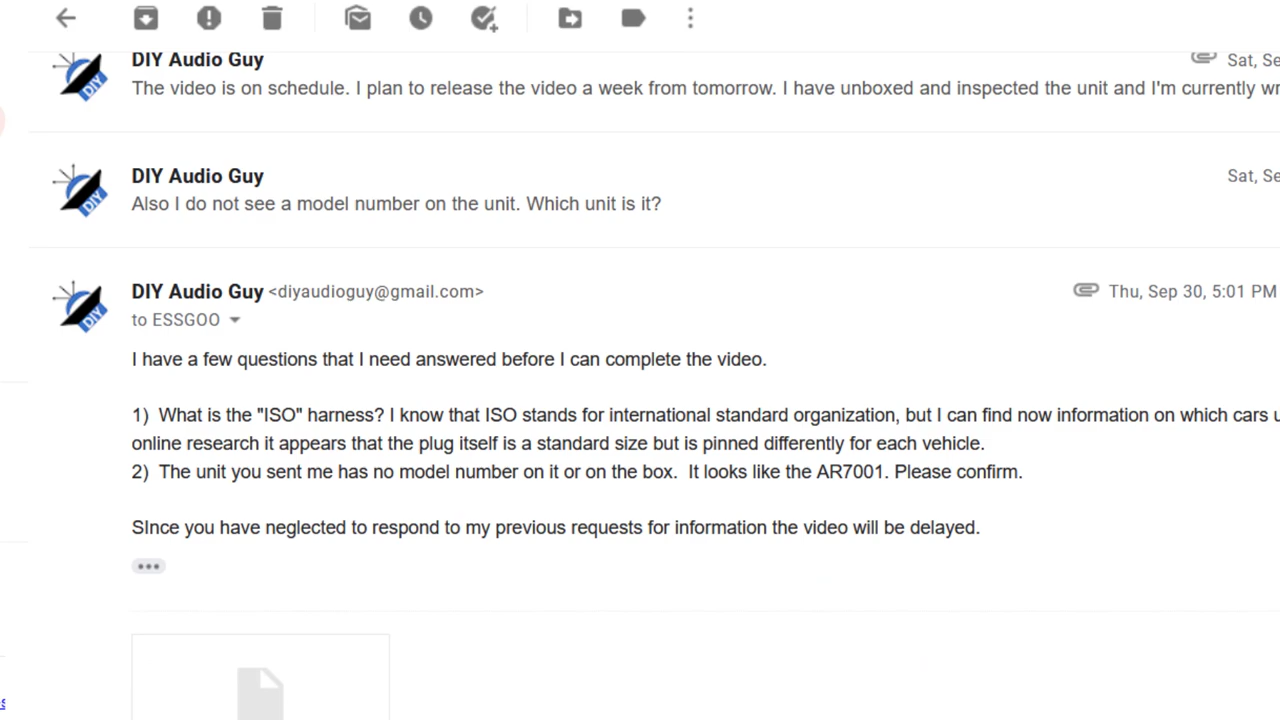 DIY Audio Guy
Sat, Se
The video is on schedule. I plan to release the video a week from tomorrow. I have unboxed and inspected the unit and I'm currently wr
DIY Audio Guy
Sat, Se
Also I do not see a model number on the unit. Which unit is it?
DIY Audio Guy <diyaudioguy@gmail.com>
Thu, Sep 30, 5:01 PM
to ESSGOO
I have a few questions that I need answered before I can complete the video.
1) What is the "ISO" harness? I know that ISO stands for international standard organization, but I can find now information on which cars u
online research it appears that the plug itself is a standard size but is pinned differently for each vehicle.
2) The unit you sent me has no model number on it or on the box. It looks like the AR7001. Please confirm.
SInce you have neglected to respond to my previous requests for information the video will be delayed.
DIY
DIY
DIY